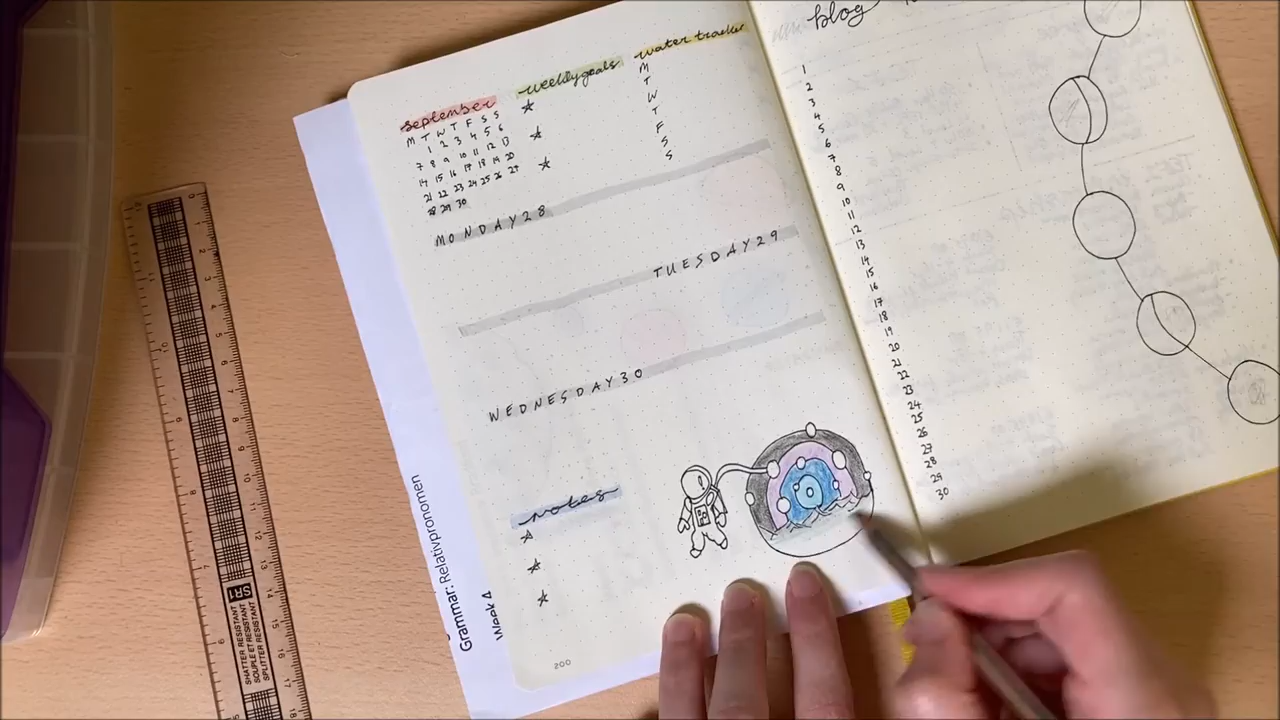 september
weekly goals
water tracker
M T W T F S S
1 2 3 4 5 6
7 8 9 10 11 12 13
14 15 16 17 18 19 20
21 22 23 24 25 26 27
28 29 30
M
T
W
T
F
S
S
MONDAY 28
TUESDAY 29
WEDNESDAY 30
notes
200
blog
1
2
3
4
5
6
7
8
9
10
11
12
13
14
15
16
17
18
19
20
21
22
23
24
25
26
27
28
29
30
Grammar: Relativpronomen
Week 4
SR1
SHATTER RESISTANT
SOUPLE ET RESISTANT
SPLITTER RESISTANT